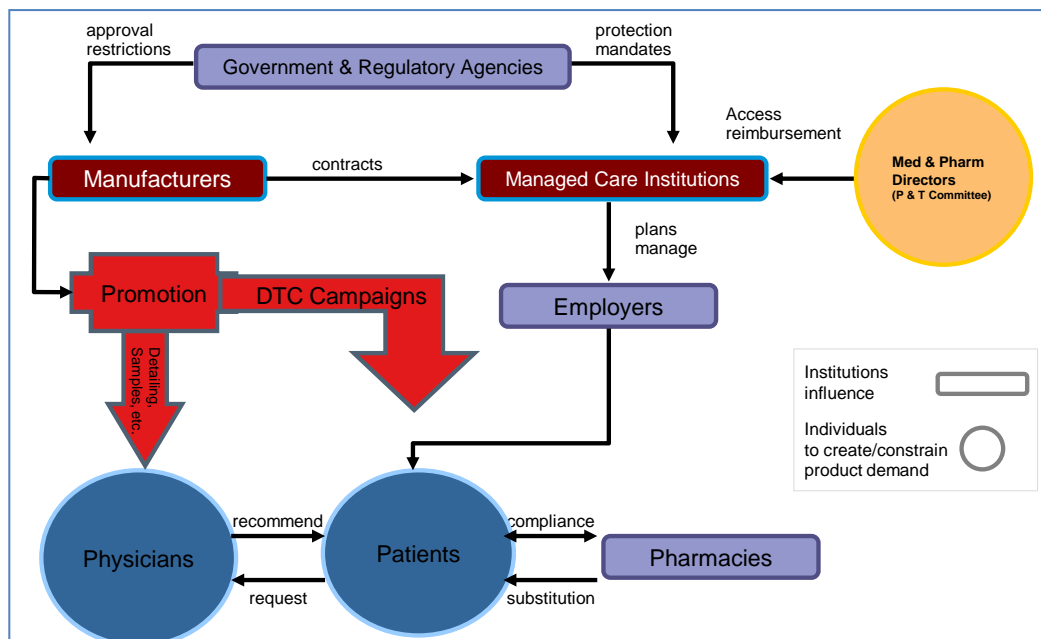 approval
restrictions
protection
mandates
Government & Regulatory Agencies
Access
reimbursement
Manufacturers
contracts
Managed Care Institutions
Med & Pharm
Directors
(P & T Committee)
plans
manage
Promotion
DTC Campaigns
Employers
Detailing,
Samples, etc.
Institutions
influence
Individuals
to create/constrain
product demand
recommend
compliance
Physicians
Patients
Pharmacies
request
substitution